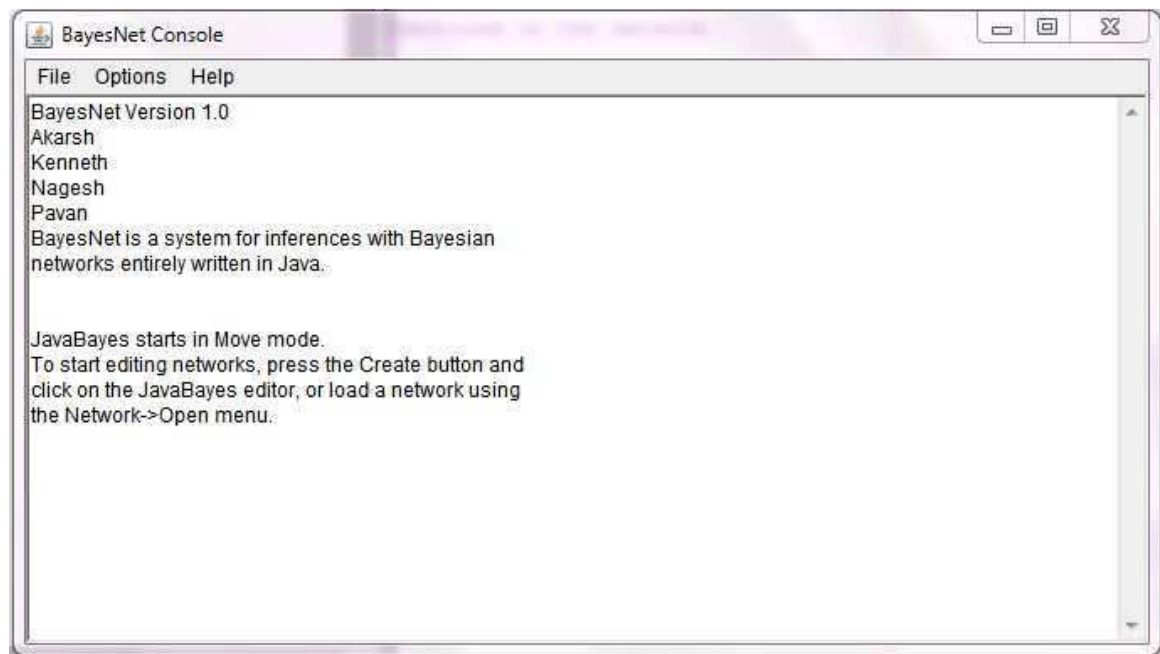 BayesNet Console
File Options Help
BayesNet Version 1.0
Akarsh
Kenneth
Nagesh
Pavan
BayesNet is a system for inferences with Bayesian
networks entirely written in Java.
JavaBayes starts in Move mode.
To start editing networks, press the Create button and
click on the JavaBayes editor, or load a network using
the Network->Open menu.